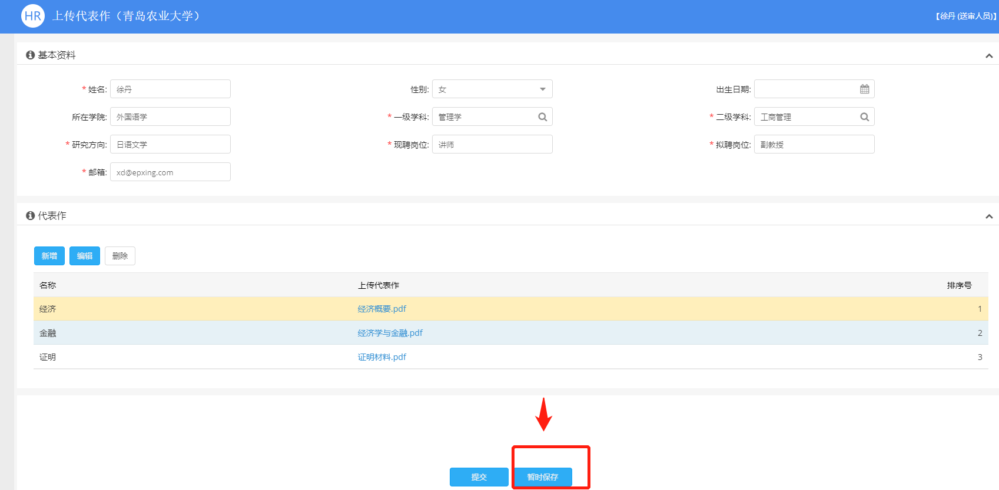 HR 上传代表作（青岛农业大学） 【徐丹 (送审人员)】
基本资料
* 姓名: 徐丹 性别: 女 出生日期:
所在学院: 外国语学 * 一级学科: 管理学 * 二级学科: 工商管理
* 研究方向: 日语文学 * 现聘岗位: 讲师 * 拟聘岗位: 副教授
* 邮箱: xd@epxing.com
代表作
新增 编辑 删除
名称 上传代表作 排序号
经济 经济概要.pdf 1
金融 经济学与金融.pdf 2
证明 证明材料.pdf 3
提交 暂时保存